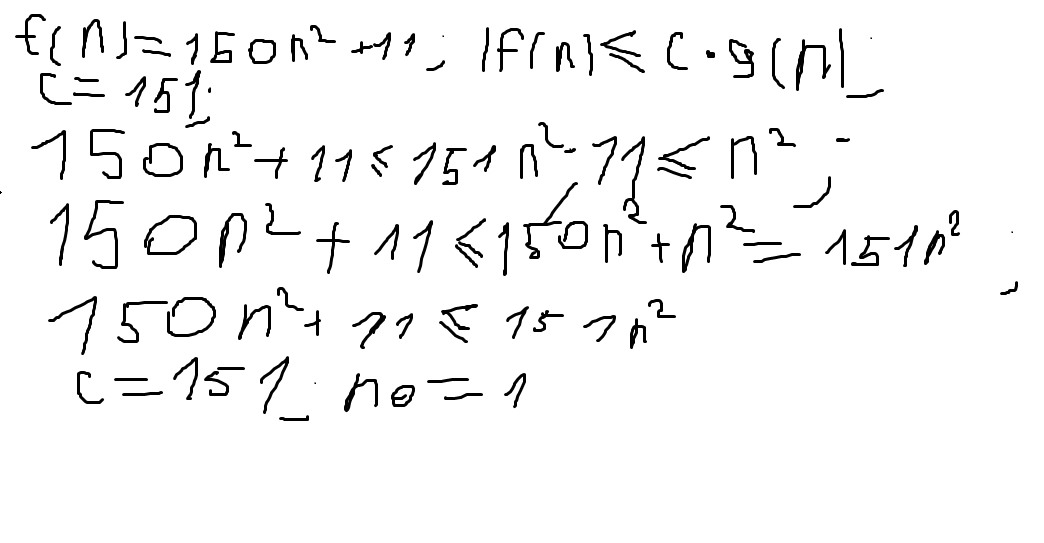 f(n)=150n²+11; |f(n)≤ c·g(n|
c=151;
150n²+11≤151n²; 11≤n²;
150n²+11≤150n²+n²=151n²;
150n²+11≤151n²
c=151; n₀=1